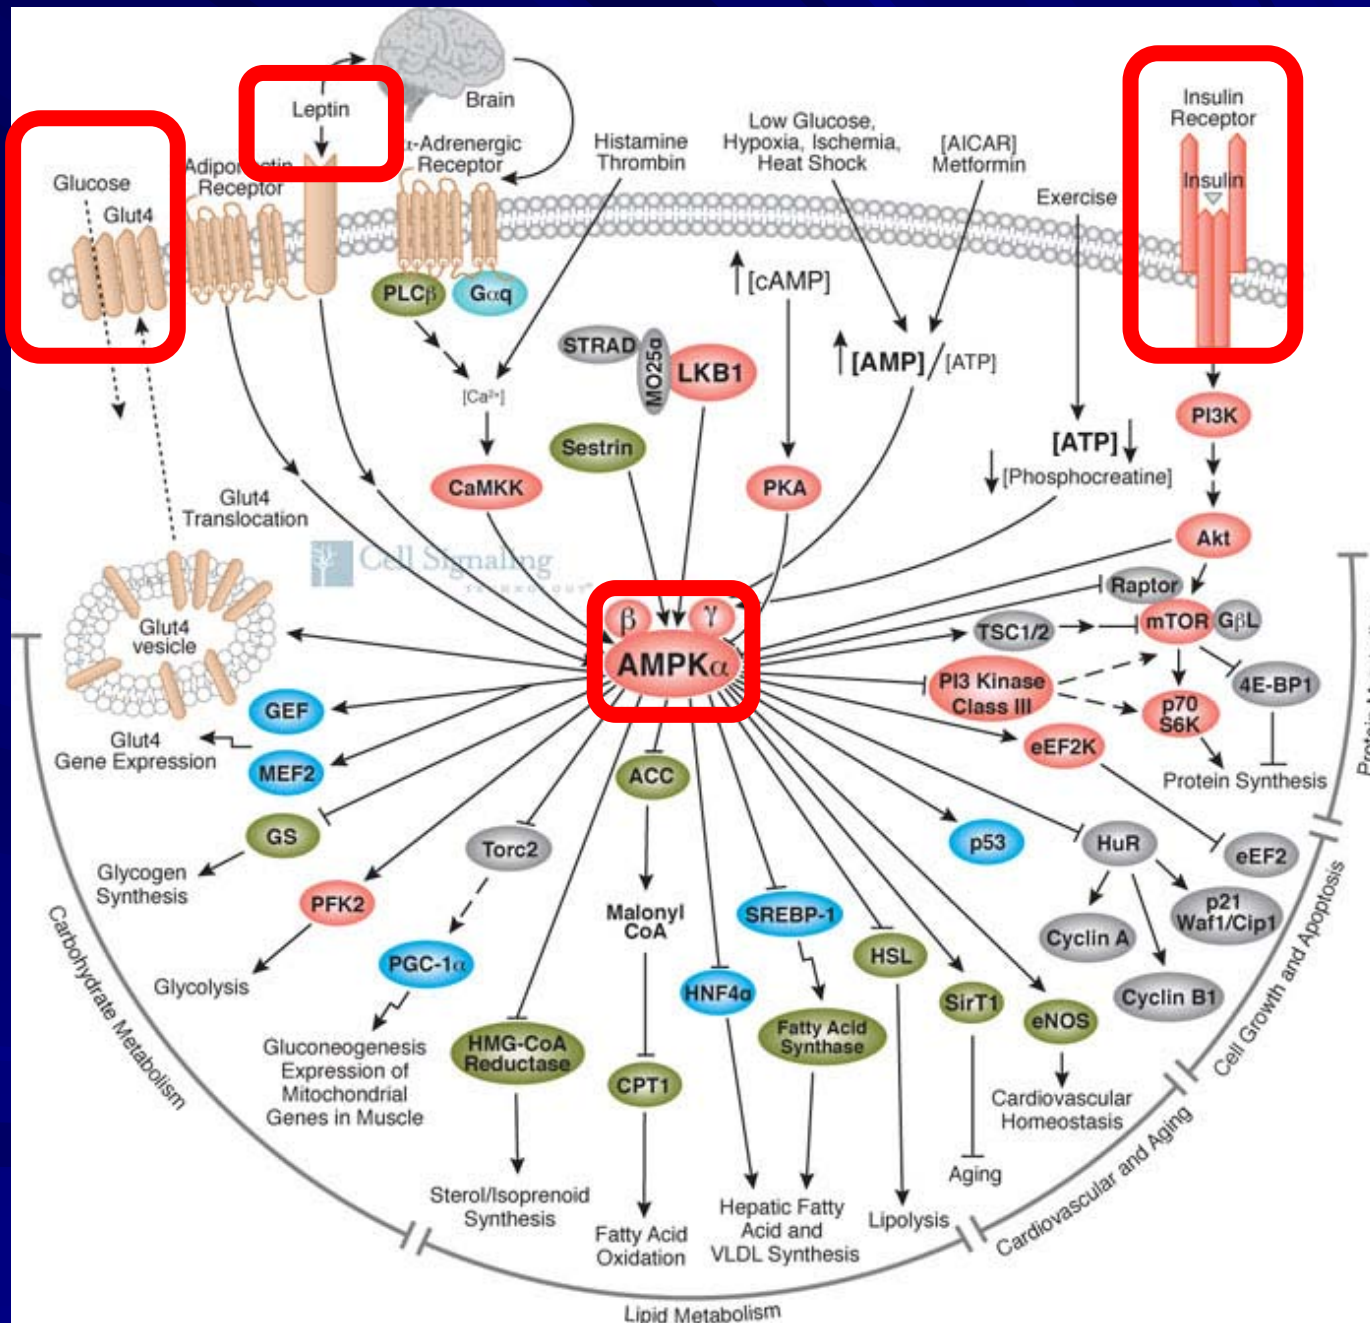 Brain
Leptin
Insulin
Receptor
Insulin
Glucose
Glut4
Adiponectin
Receptor
α-Adrenergic
Receptor
Histamine
Thrombin
Low Glucose,
Hypoxia, Ischemia,
Heat Shock
[AICAR]
Metformin
Exercise
PLCβ
Gαq
[cAMP]
STRAD
MO25α
LKB1
[AMP]
[ATP]
[Ca2+]
PI3K
Sestrin
[ATP]
[Phosphocreatine]
CaMKK
PKA
Glut4
Translocation
Akt
Cell Signaling
TECHNOLOGY®
Raptor
mTOR
GβL
TSC1/2
β
γ
AMPKα
Glut4
vesicle
PI3 Kinase
Class III
4E-BP1
p70
S6K
GEF
Glut4
Gene Expression
MEF2
eEF2K
Protein Synthesis
ACC
GS
Torc2
p53
HuR
eEF2
Glycogen
Synthesis
PFK2
Malonyl
CoA
SREBP-1
p21
Waf1/Cip1
Cyclin A
HSL
PGC-1α
Glycolysis
HNF4α
SirT1
Cyclin B1
eNOS
Fatty Acid
Synthase
HMG-CoA
Reductase
Gluconeogenesis
Expression of
Mitochondrial
Genes in Muscle
CPT1
Cardiovascular
Homeostasis
Aging
Sterol/Isoprenoid
Synthesis
Fatty Acid
Oxidation
Hepatic Fatty
Acid and
VLDL Synthesis
Lipolysis
Carbohydrate Metabolism
Lipid Metabolism
Cardiovascular and Aging
Cell Growth and Apoptosis
Protein